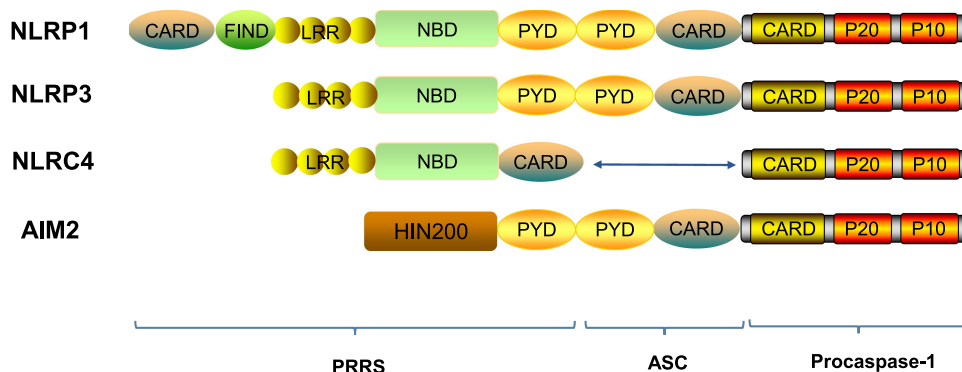 NLRP1 CARD FIND LRR NBD PYD PYD CARD CARD P20 P10
NLRP3 LRR NBD PYD PYD CARD CARD P20 P10
NLRC4 LRR NBD CARD CARD P20 P10
AIM2 HIN200 PYD PYD CARD CARD P20 P10
PRRS ASC Procaspase-1